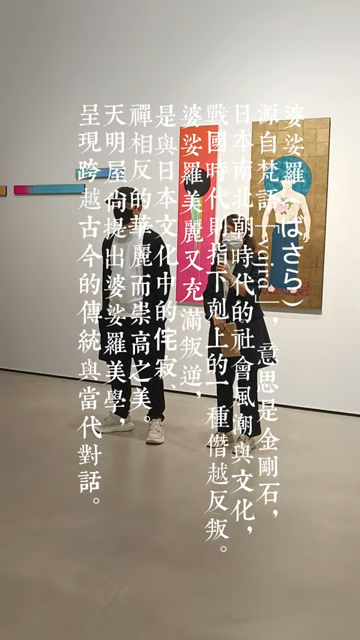 婆娑羅（ばさら），
源自梵語「vajra」，意思是金剛石，
日本南北朝時代的社會風潮與文化，
戰國時代則指下剋上的一種僭越反叛。
婆娑羅美麗又充滿叛逆，
是與日本文化中的侘寂、
禪相反的華麗而崇高之美。
天明屋尚提出婆娑羅美學，
呈現跨越古今的傳統與當代對話。